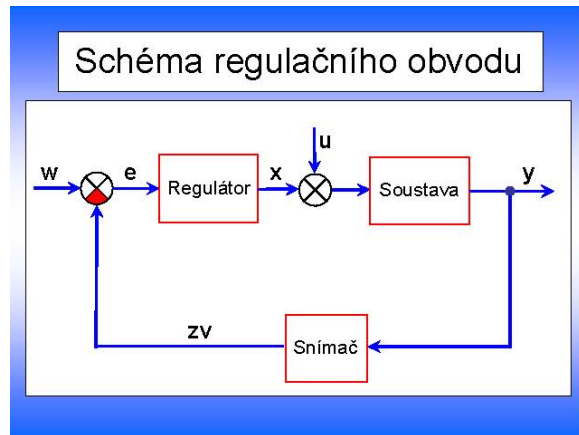 Schéma regulačního obvodu
u
w
e
Regulátor
x
Soustava
y
zv
Snímač